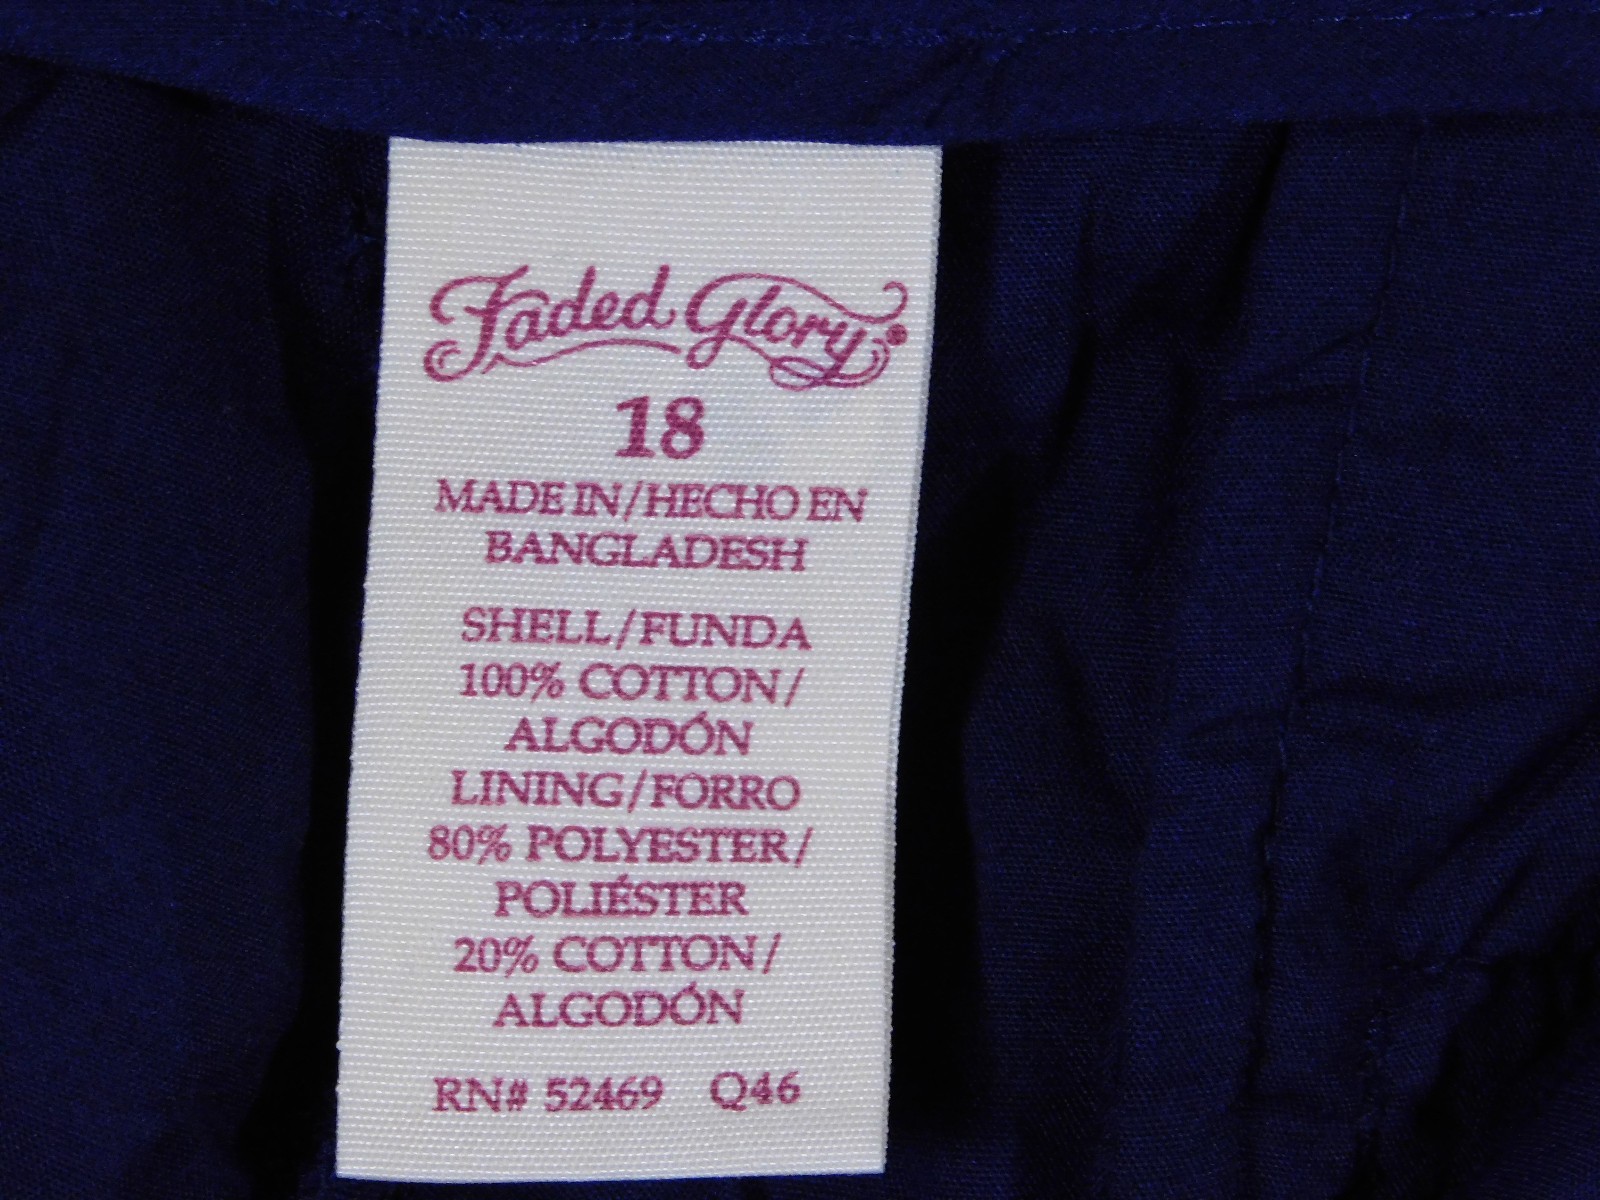 Faded Glory®
18
MADE IN/HECHO EN
BANGLADESH
SHELL/FUNDA
100% COTTON/
ALGODÓN
LINING/FORRO
80% POLYESTER/
POLIÉSTER
20% COTTON/
ALGODÓN
RN# 52469 Q46